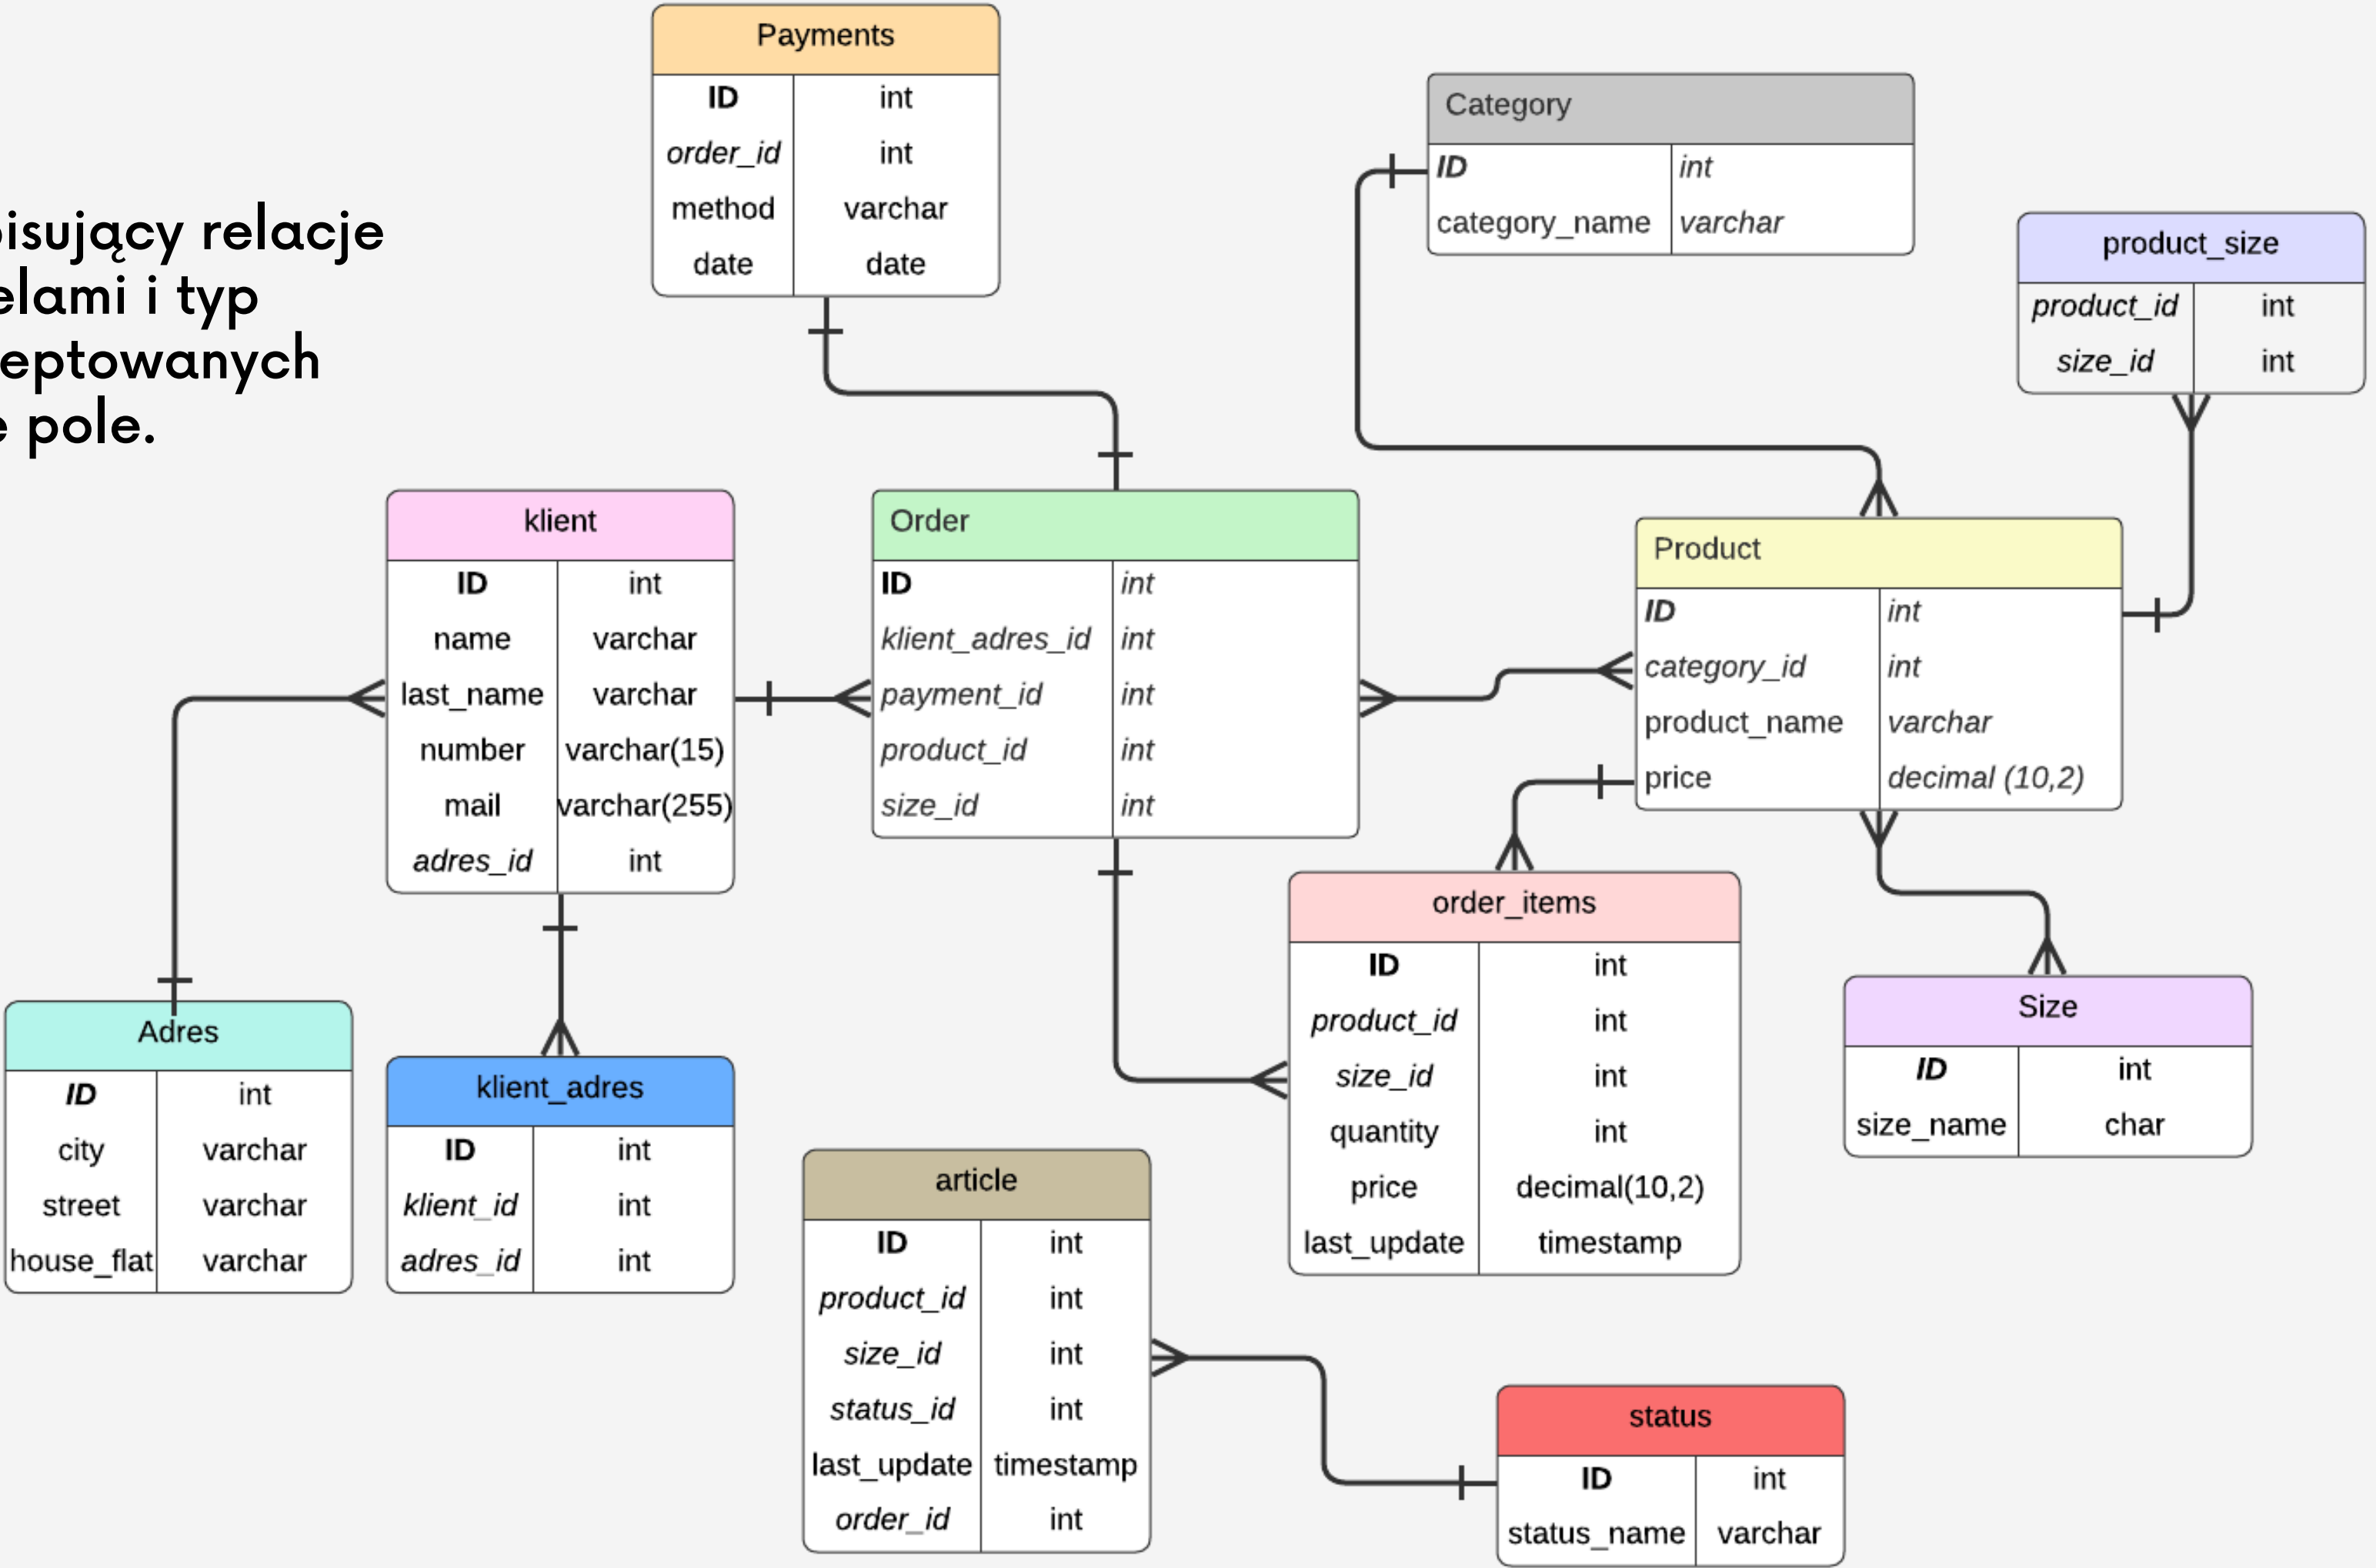 isujący relacje
elami i typ
eptowanych
e pole.
Payments
ID int
order_id int
method varchar
date date
Category
ID int
category_name varchar
product_size
product_id int
size_id int
klient
ID int
name varchar
last_name varchar
number varchar(15)
mail varchar(255)
adres_id int
Order
ID int
klient_adres_id int
payment_id int
product_id int
size_id int
Product
ID int
category_id int
product_name varchar
price decimal (10,2)
Adres
ID int
city varchar
street varchar
house_flat varchar
klient_adres
ID int
klient_id int
adres_id int
order_items
ID int
product_id int
size_id int
quantity int
price decimal(10,2)
last_update timestamp
Size
ID int
size_name char
article
ID int
product_id int
size_id int
status_id int
last_update timestamp
order_id int
status
ID int
status_name varchar